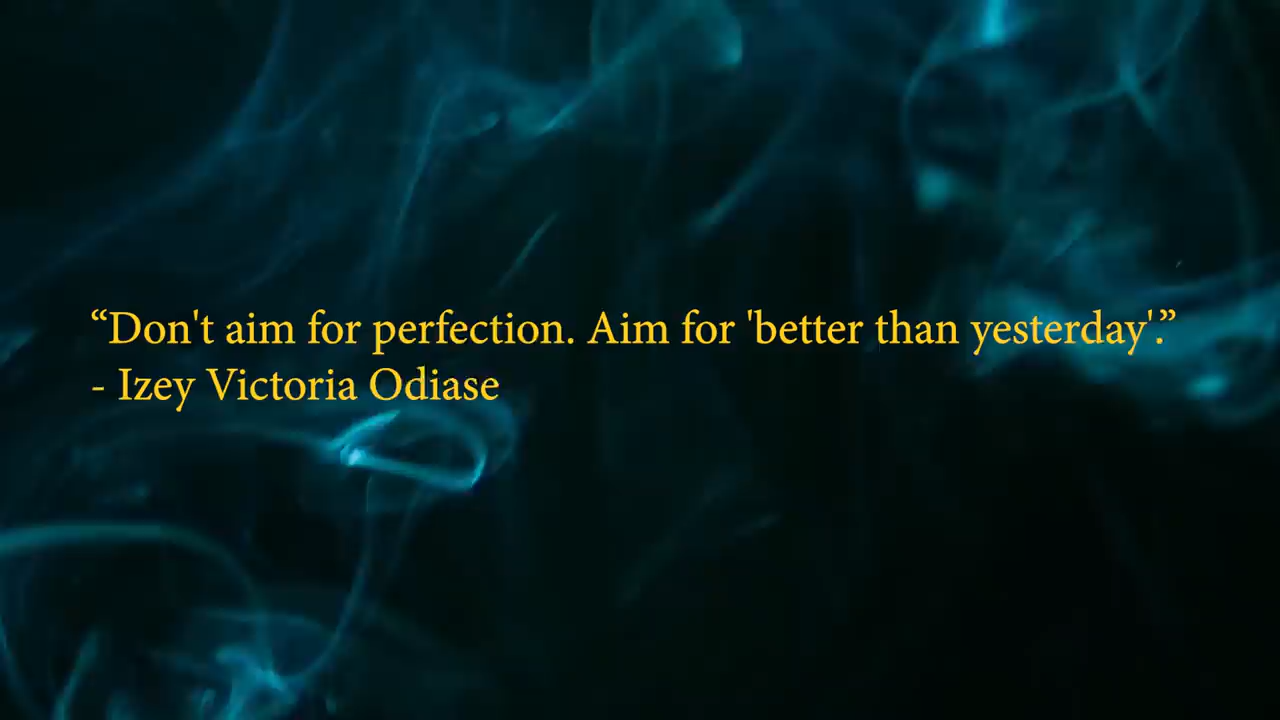 “Don't aim for perfection. Aim for 'better than yesterday'.”
- Izey Victoria Odiase